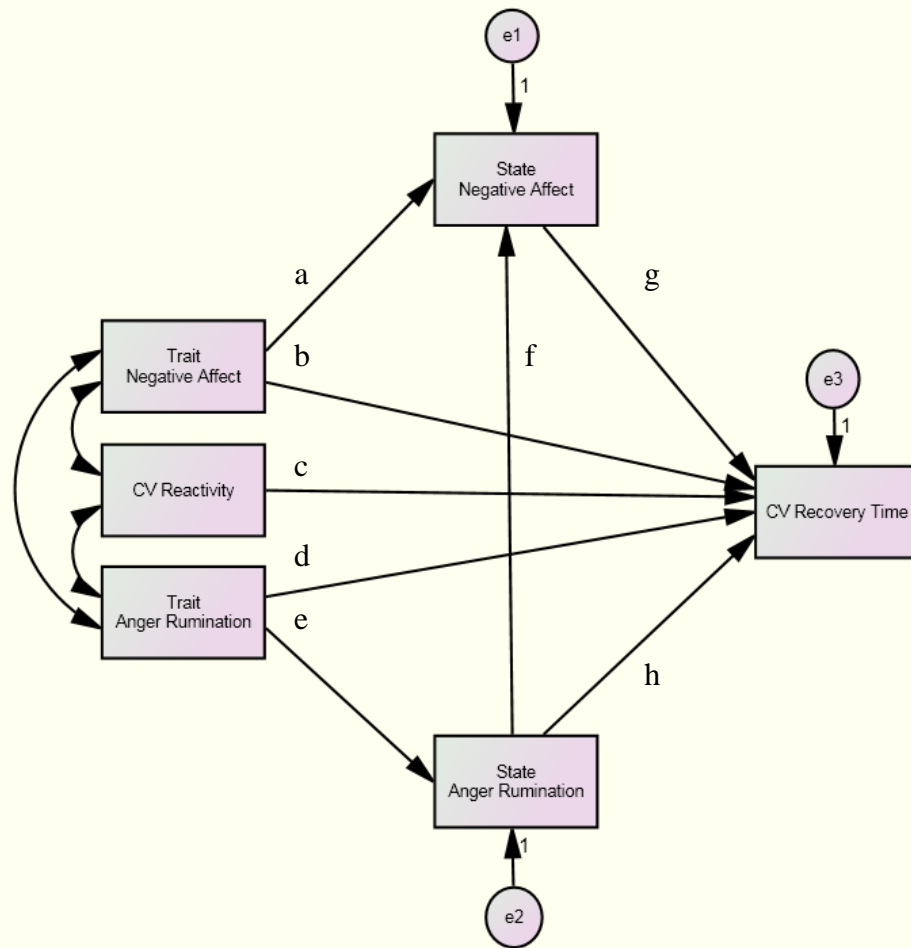 e1
1
State
Negative Affect
a
g
Trait
Negative Affect
b
f
e3
1
CV Reactivity
c
CV Recovery Time
d
Trait
Anger Rumination
e
h
State
Anger Rumination
1
e2